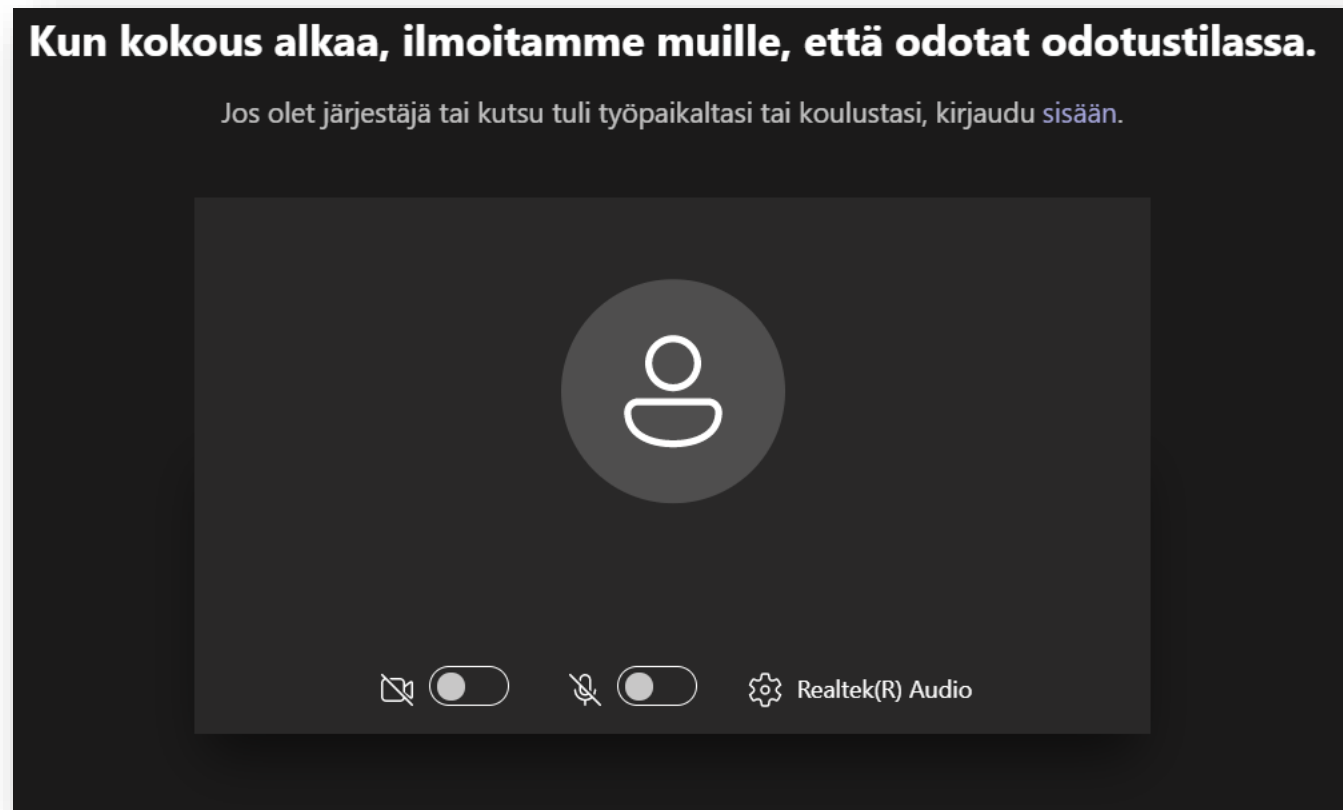 Kun kokous alkaa, ilmoitamme muille, että odotat odotustilassa.
Jos olet järjestäjä tai kutsu tuli työpaikaltasi tai koulustasi, kirjaudu sisään.
Realtek(R) Audio